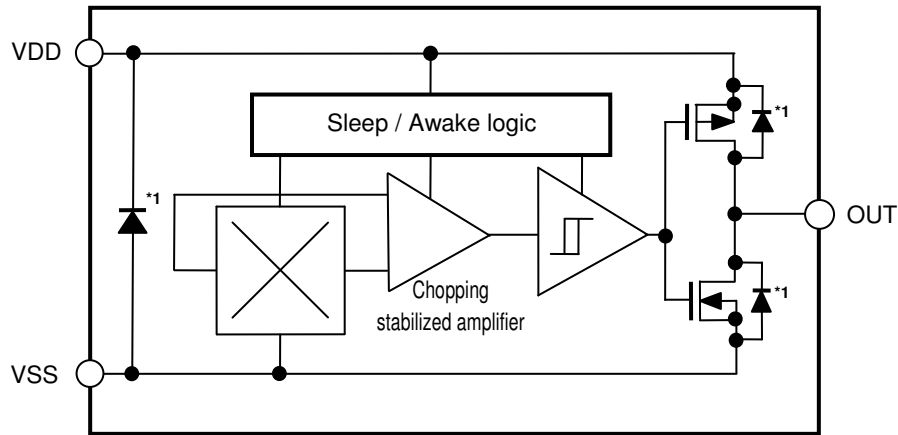 VDD
Sleep / Awake logic
*1
*1
OUT
Chopping
stabilized amplifier
*1
VSS